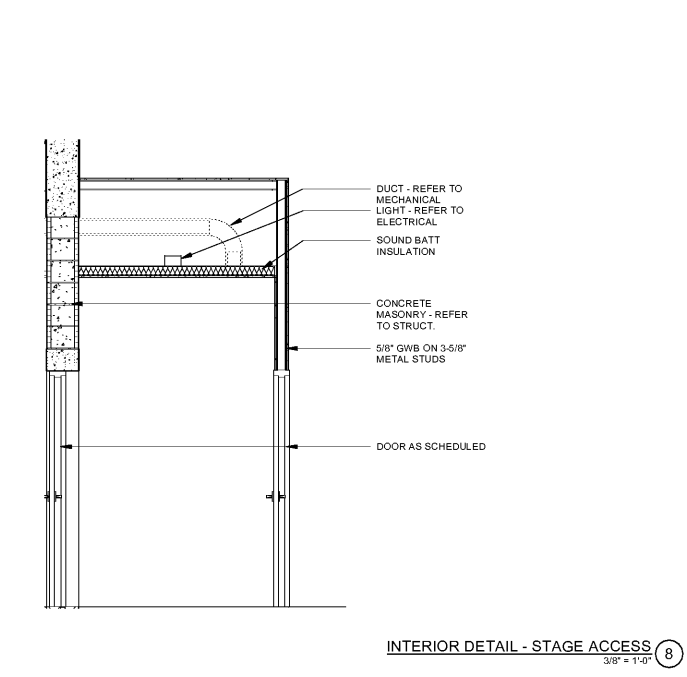 DUCT - REFER TO
MECHANICAL
LIGHT - REFER TO
ELECTRICAL
SOUND BATT
INSULATION
CONCRETE
MASONRY - REFER
TO STRUCT.
5/8" GWB ON 3-5/8"
METAL STUDS
DOOR AS SCHEDULED
INTERIOR DETAIL - STAGE ACCESS
8
3/8" = 1'-0"